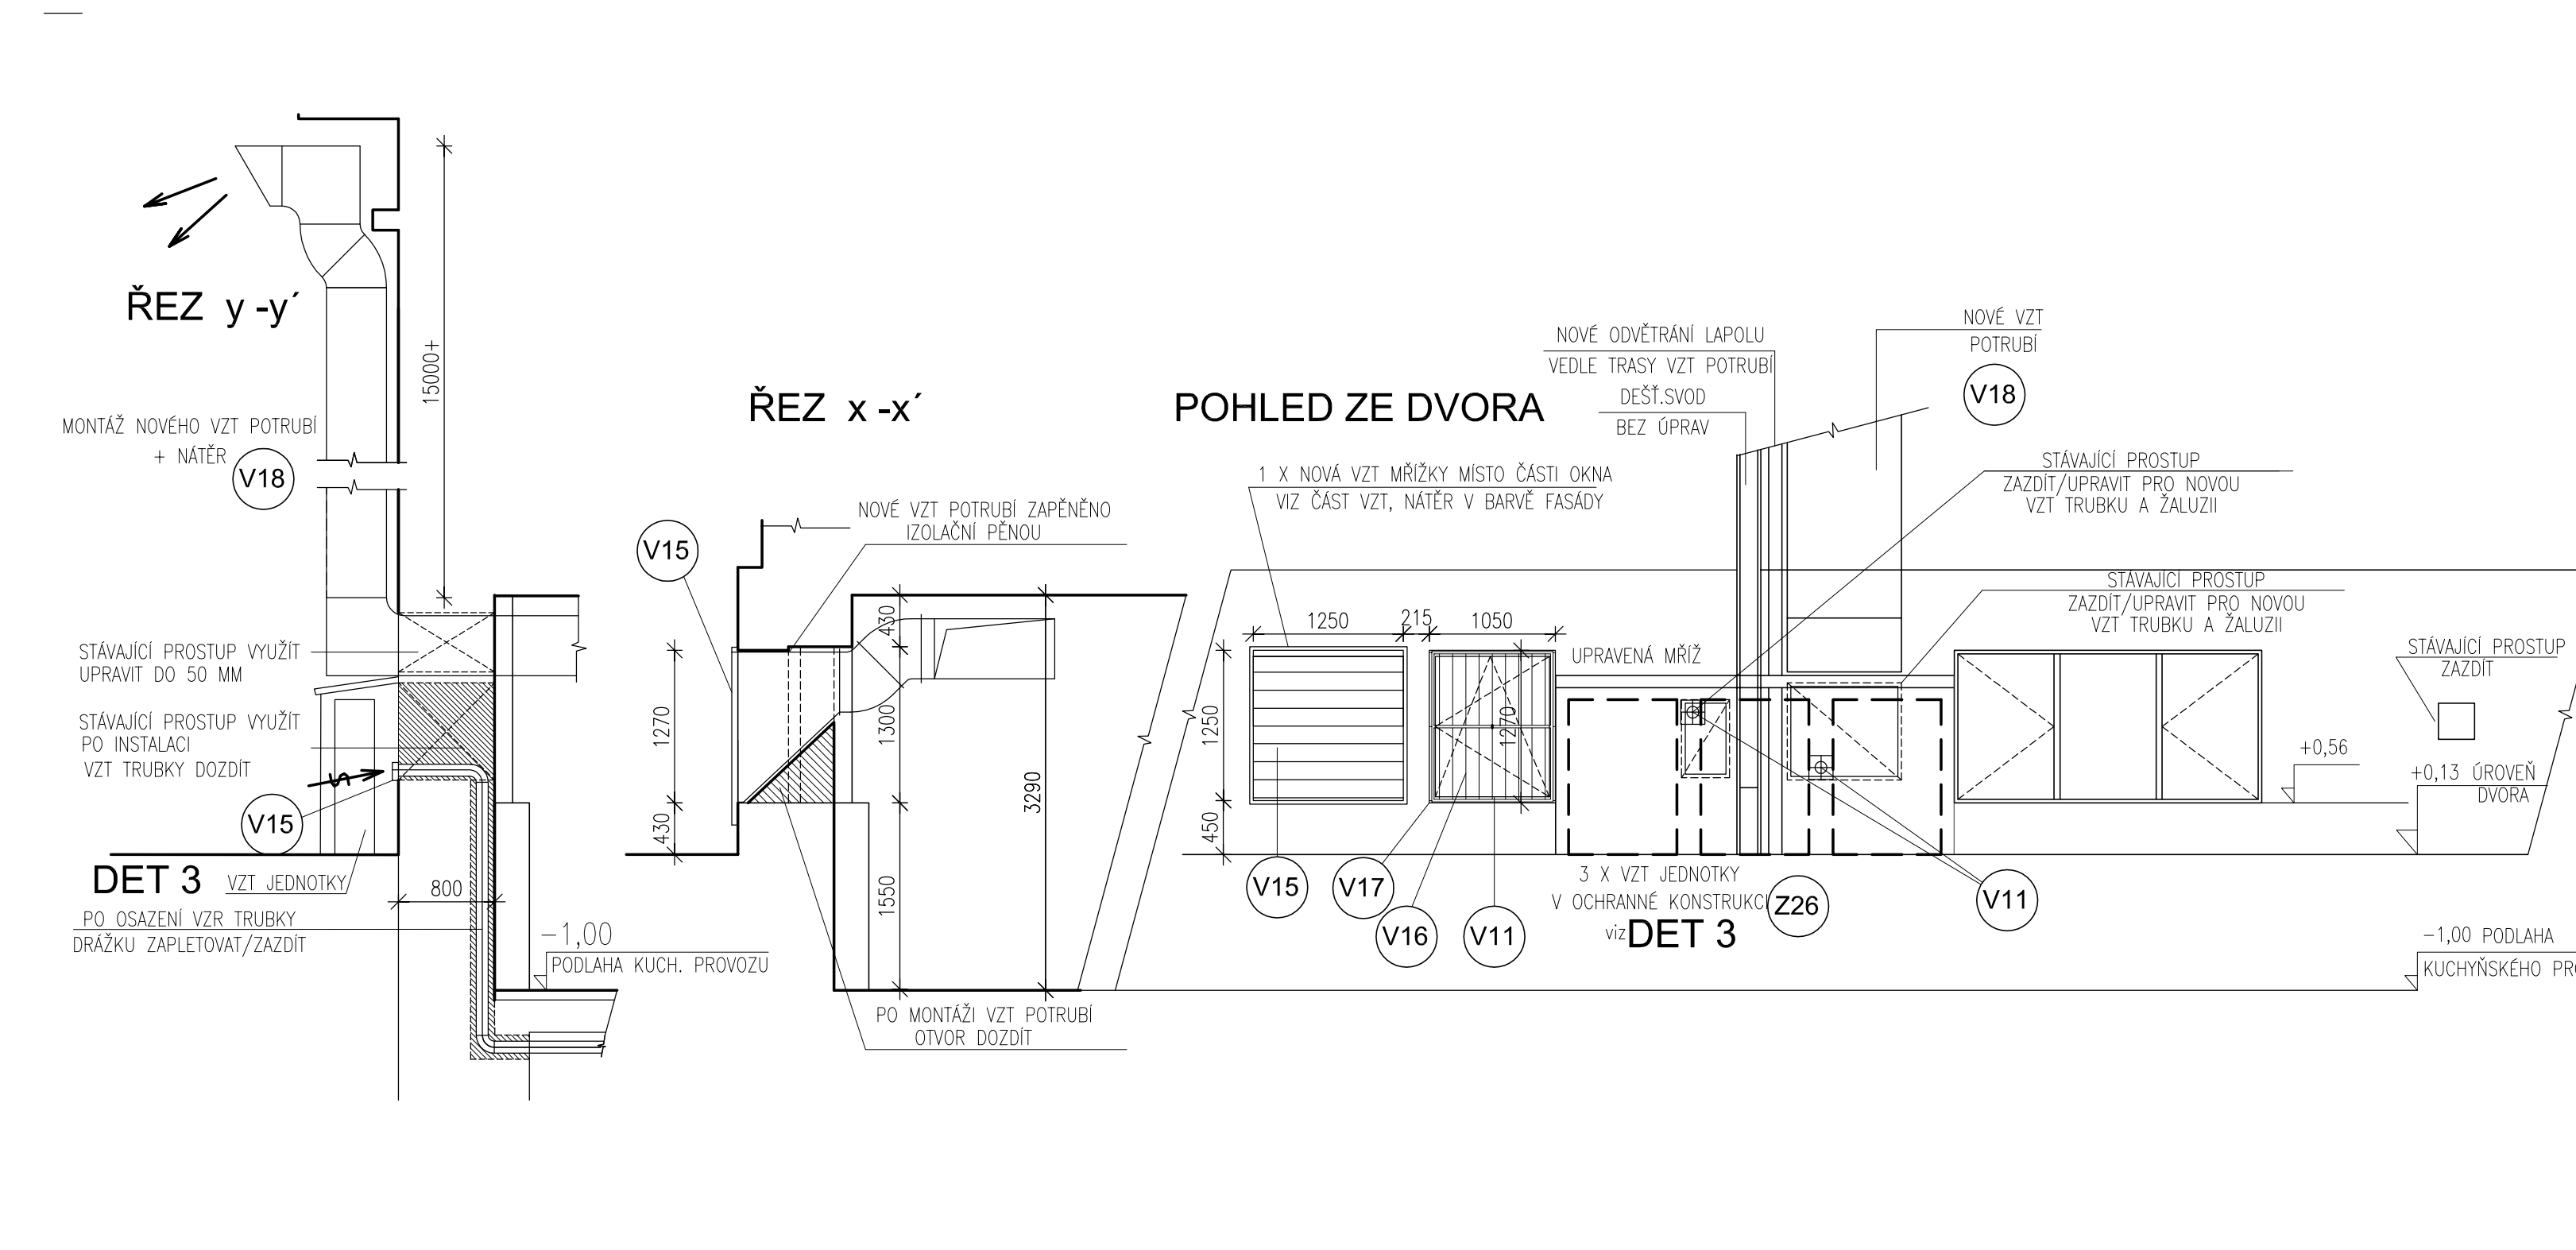 ŘEZ y -y´
15000+
MONTÁŽ NOVÉHO VZT POTRUBÍ
+ NÁTĚR
V18
STÁVAJÍCÍ PROSTUP VYUŽÍT
UPRAVIT DO 50 MM
STÁVAJÍCÍ PROSTUP VYUŽÍT
PO INSTALACI
VZT TRUBKY DOZDÍT
V15
DET 3
VZT JEDNOTKY
800
PO OSAZENÍ VZR TRUBKY
DRÁŽKU ZAPLETOVAT/ZAZDÍT
-1,00
PODLAHA KUCH. PROVOZU
ŘEZ x -x´
V15
NOVÉ VZT POTRUBÍ ZAPĚNĚNO
IZOLAČNÍ PĚNOU
430
1270
1300
430
3290
1550
PO MONTÁŽI VZT POTRUBÍ
OTVOR DOZDÍT
POHLED ZE DVORA
NOVÉ ODVĚTRÁNÍ LAPOLU
VEDLE TRASY VZT POTRUBÍ
DEŠŤ.SVOD
BEZ ÚPRAV
NOVÉ VZT
POTRUBÍ
V18
1 X NOVÁ VZT MŘÍŽKY MÍSTO ČÁSTI OKNA
VIZ ČÁST VZT, NÁTĚR V BARVĚ FASÁDY
STÁVAJÍCÍ PROSTUP
ZAZDÍT/UPRAVIT PRO NOVOU
VZT TRUBKU A ŽALUZII
STÁVAJÍCÍ PROSTUP
ZAZDÍT/UPRAVIT PRO NOVOU
VZT TRUBKU A ŽALUZII
1250
215
1050
UPRAVENÁ MŘÍŽ
STÁVAJÍCÍ PROSTUP
ZAZDÍT
1250
1270
450
+0,56
+0,13 ÚROVEŇ
DVORA
V15
V17
V16
V11
3 X VZT JEDNOTKY
V OCHRANNÉ KONSTRUKCI
Z26
viz DET 3
V11
-1,00 PODLAHA
KUCHYŇSKÉHO PR